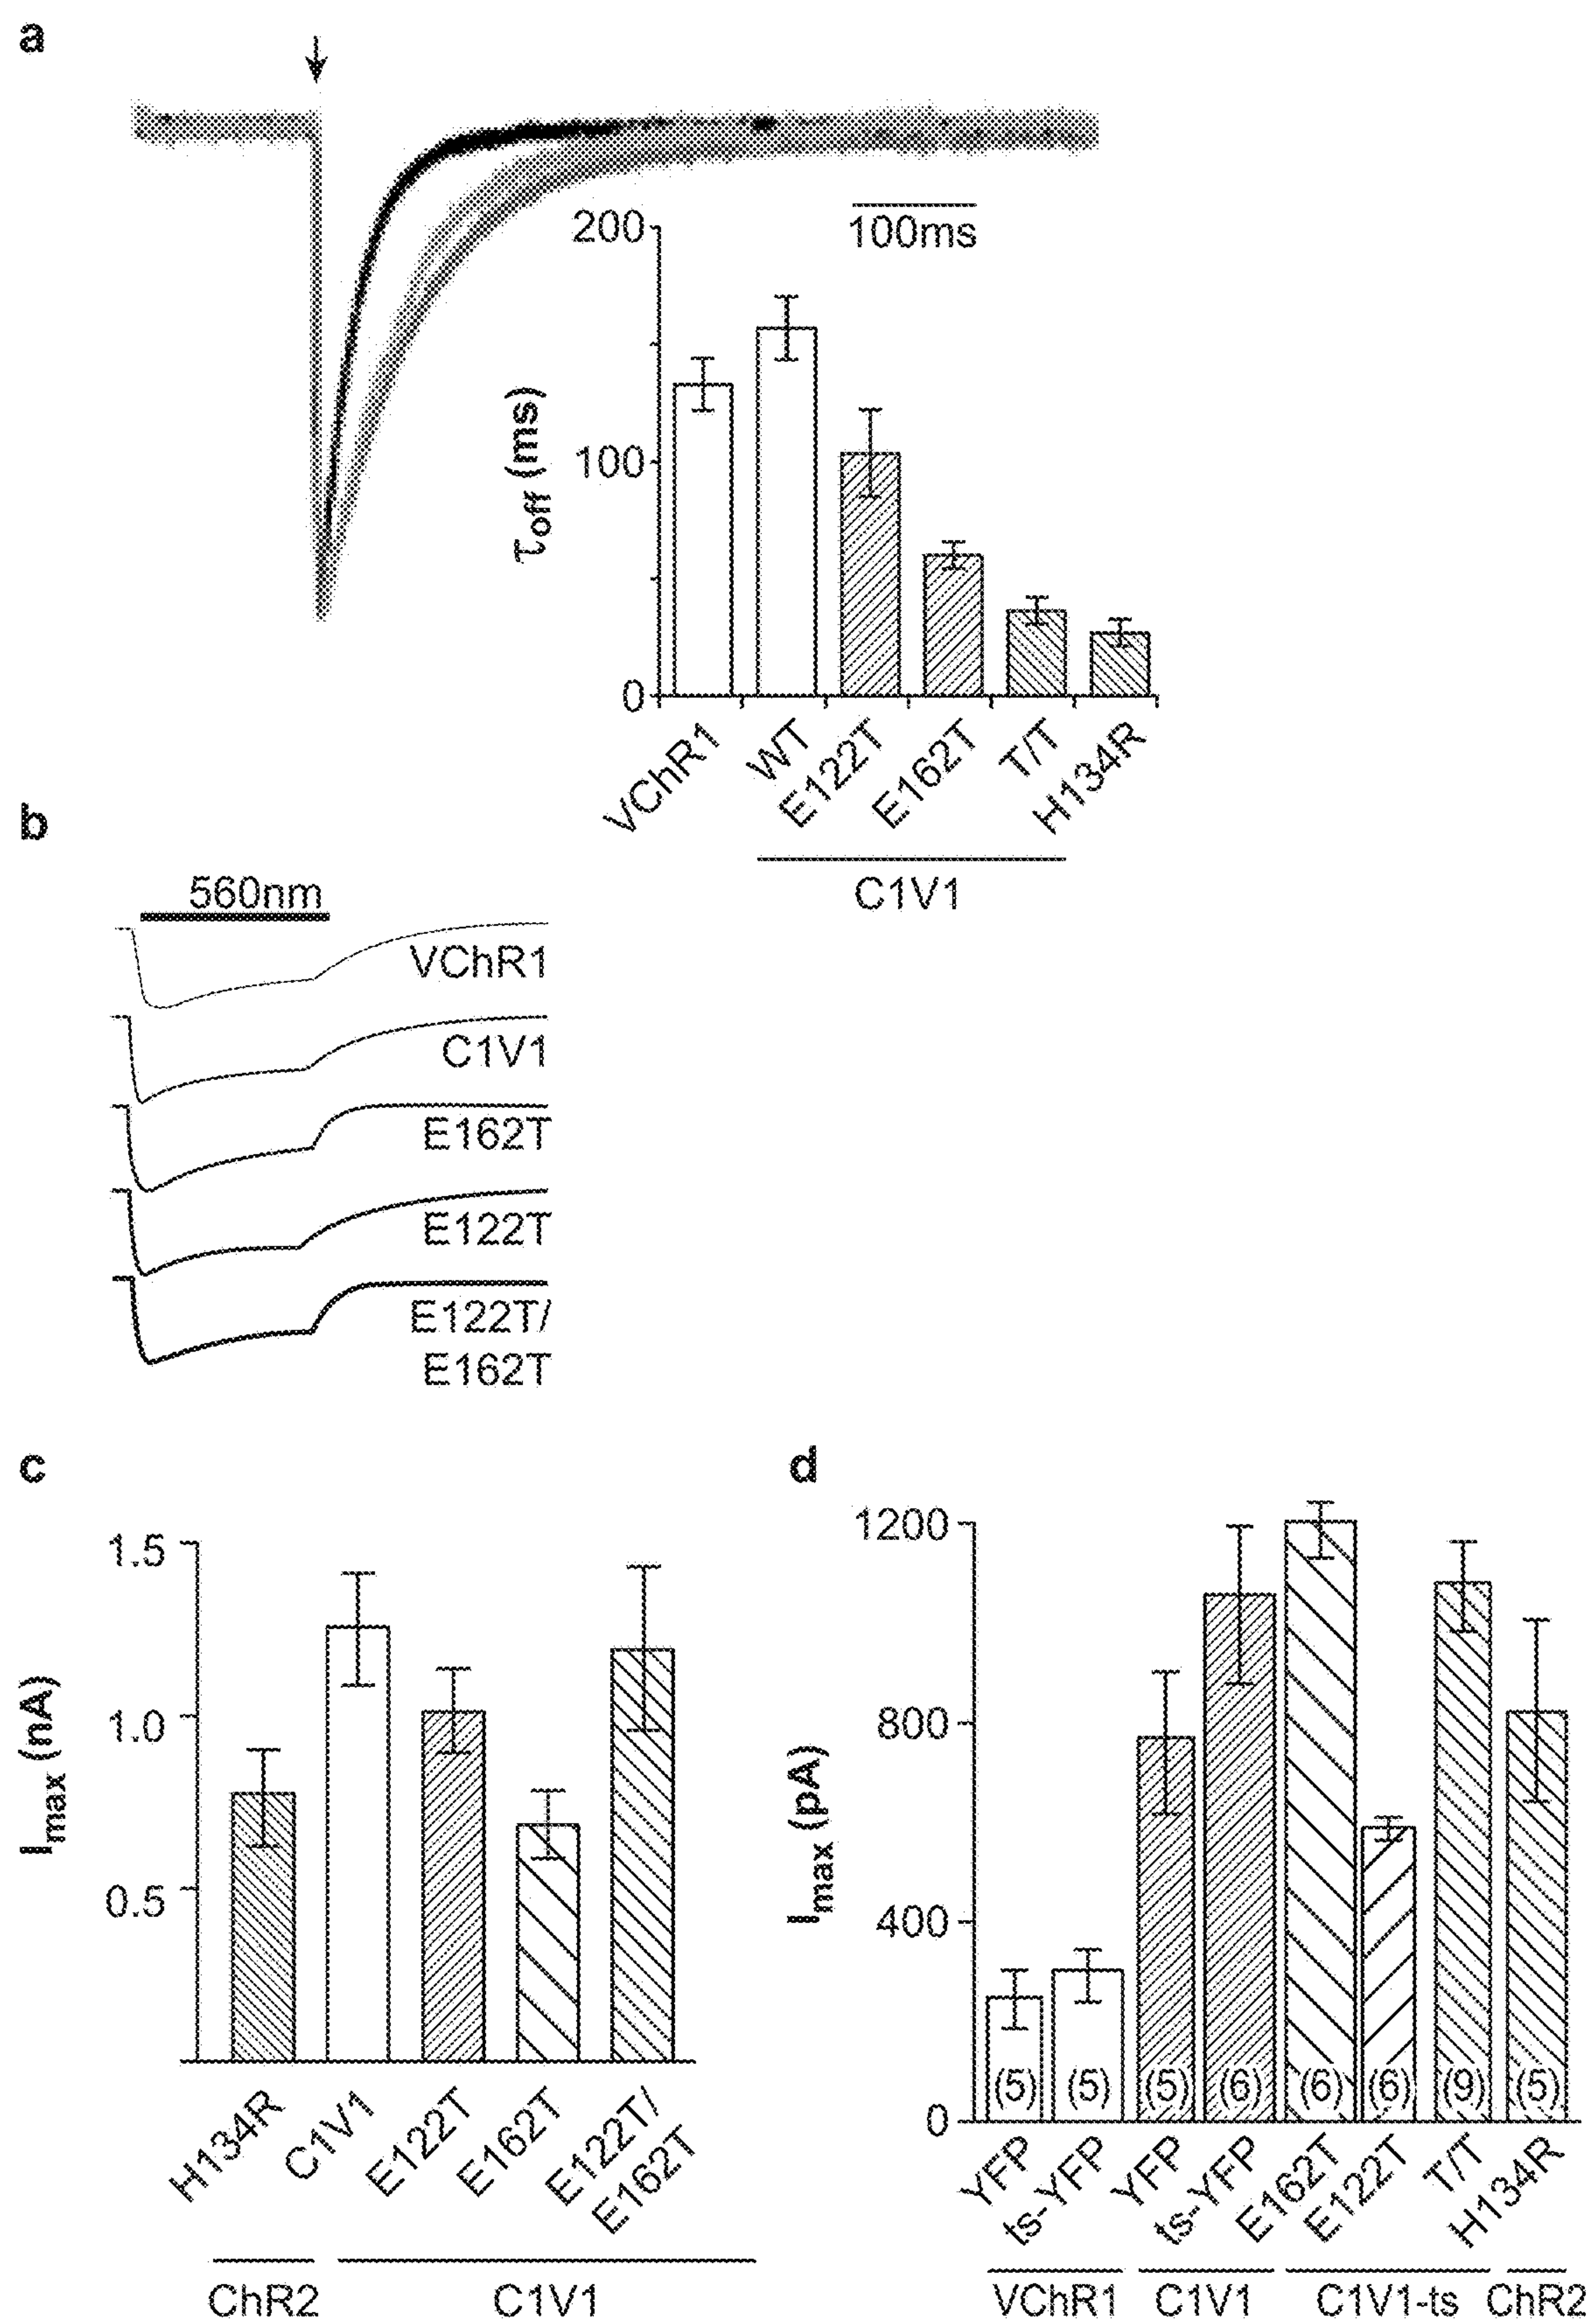 a
100ms
200
100
0
τoff (ms)
VChR1
WT
E122T
E162T
T/T
H134R
C1V1
b
560nm
VChR1
C1V1
E162T
E122T
E122T/
E162T
c
1.5
1.0
0.5
Imax (nA)
H134R
C1V1
E122T
E162T
E122T/
E162T
ChR2
C1V1
d
1200
800
400
0
Imax (pA)
(5) (5) (5) (6) (6) (6) (9) (5)
YFP
ts-YFP
YFP
ts-YFP
E162T
E122T
T/T
H134R
VChR1
C1V1
C1V1-ts
ChR2